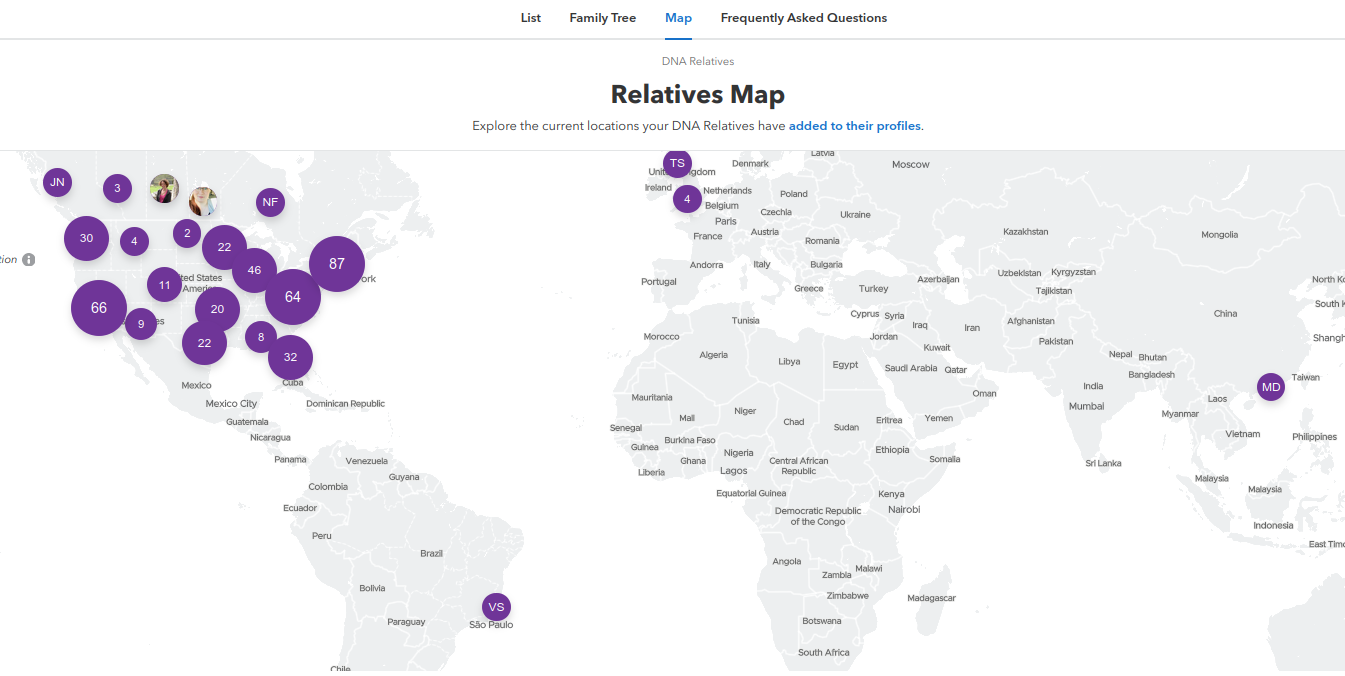 List Family Tree Map Frequently Asked Questions
DNA Relatives
Relatives Map
Explore the current locations your DNA Relatives have added to their profiles.
Latvia
TS
Denmark
Moscow
JN
3
Ireland
Netherlands
Poland
NF
4
Belgium
Czechia
Ukraine
Paris
2
30
4
22
France
Austria
Romania
Kazakhstan
Mongolia
tion
46
87
Andorra
Italy
Bulgaria
Uzbekistan
Kyrgyzstan
ted States
Americ
ork
11
64
Portugal
Greece
Turkey
Azerbaijan
Tajikistan
North Ko
66
20
9
es
Cyprus
Syria
Iraq
Iran
Afghanistan
China
South K
Tunisia
Morocco
8
22
32
Jordan
Kuwait
Pakistan
Shangh
Algeria
Libya
Egypt
Saudi Arabia
Qatar
Nepal
Bhutan
Bangladesh
Taiwan
MD
Mexico
Cuba
Mexico City
Dominican Republic
Mauritania
Oman
India
Mumbai
Laos
Myanmar
Guatemala
Nicaragua
Senegal
Mali
Niger
Chad
Sudan
Eritrea
Yemen
Vietnam
Philippines
Panama
Venezuela
Guyana
Guinea
Burkina Faso
Ghana
Nigeria
Lagos
Liberia
Central African
Republic
Ethiopia
Somalia
Sri Lanka
Malaysia
Malaysia
Colombia
Ecuador
Equatorial Guinea
Kenya
Nairobi
Democratic Republic
of the Congo
Indonesia
East Timo
Peru
Brazil
Bolivia
Angola
Zambia
Malawi
Zimbabwe
Madagascar
VS
São Paulo
Paraguay
Botswana
South Africa
Chile